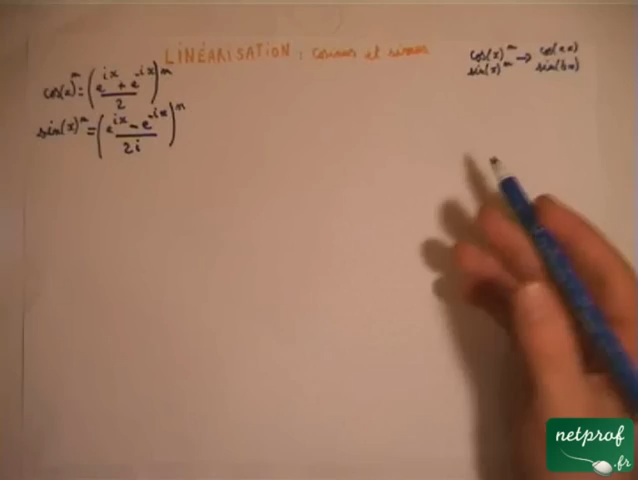 LINÉARISATION : cosinus et sinus
cos(x)^n → cos(ax)
sin(x)^n → sin(bx)
cos(x)^n = ((e^ix + e^-ix)/2)^n
sin(x)^n = ((e^ix - e^-ix)/2i)^n
netprof
.fr